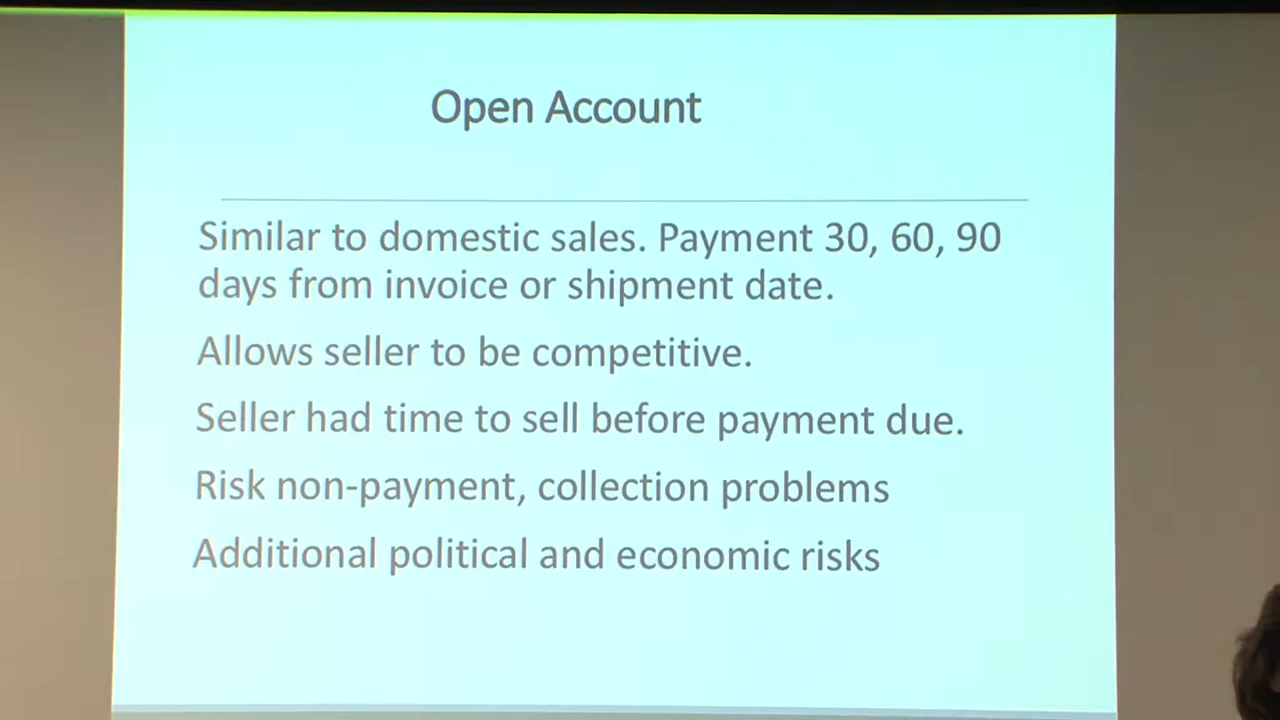 Open Account
Similar to domestic sales. Payment 30, 60, 90
days from invoice or shipment date.
Allows seller to be competitive.
Seller had time to sell before payment due.
Risk non-payment, collection problems
Additional political and economic risks